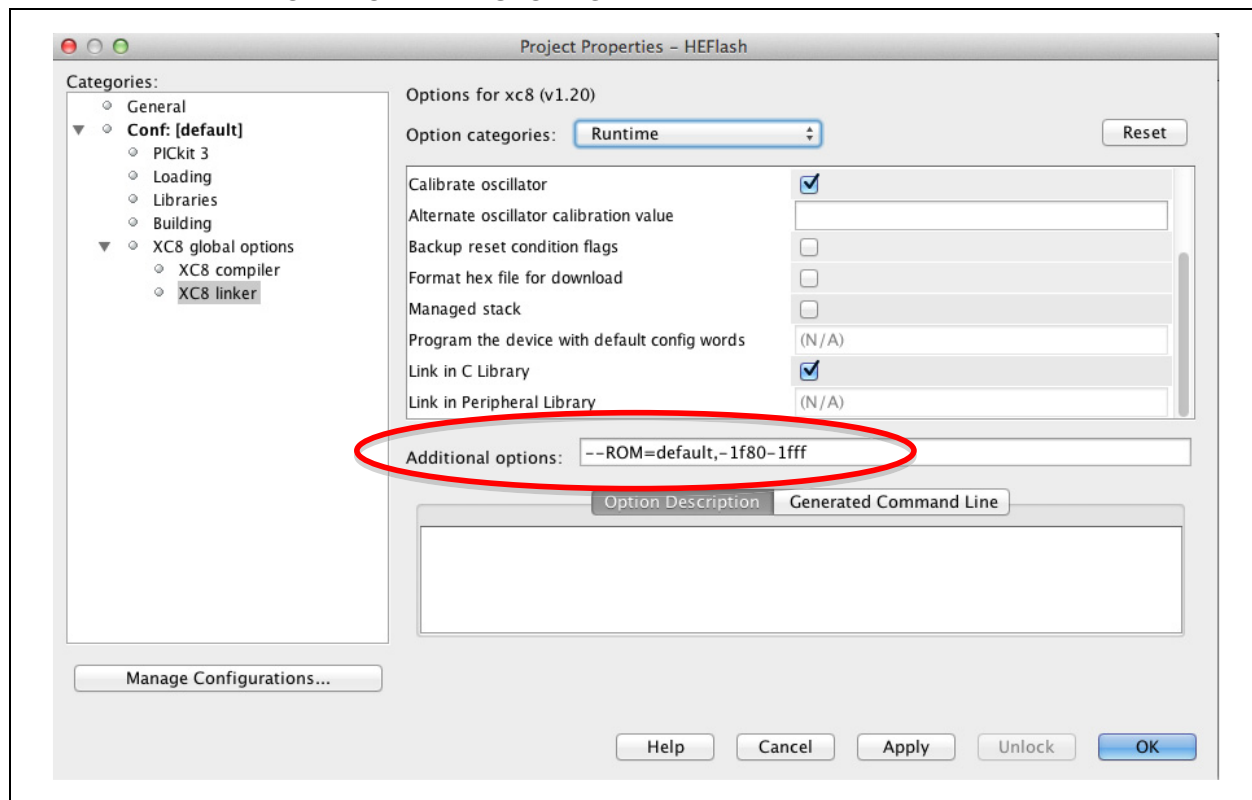 Project Properties – HEFlash
Categories:
General
Conf: [default]
PICkit 3
Loading
Libraries
Building
XC8 global options
XC8 compiler
XC8 linker
Manage Configurations...
Options for xc8 (v1.20)
Option categories: Runtime Reset
Calibrate oscillator
Alternate oscillator calibration value
Backup reset condition flags
Format hex file for download
Managed stack
Program the device with default config words (N/A)
Link in C Library
Link in Peripheral Library (N/A)
Additional options: --ROM=default,-1f80-1fff
Option Description Generated Command Line
Help Cancel Apply Unlock OK